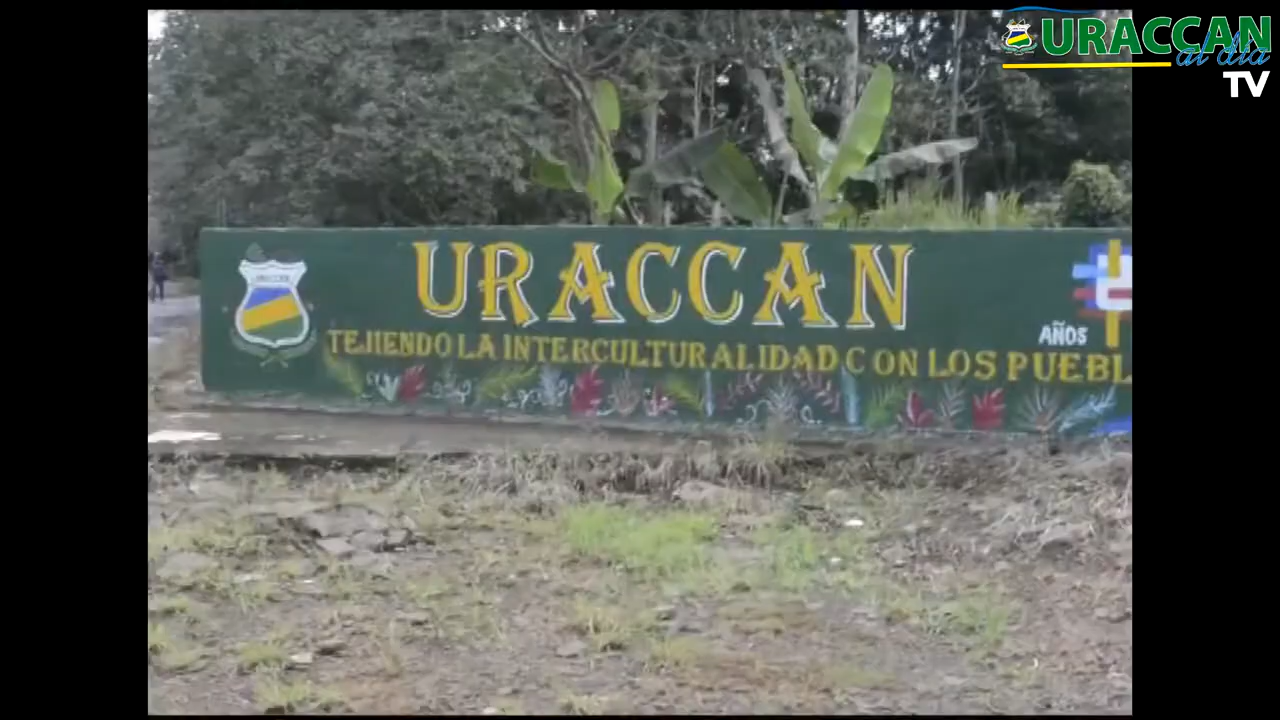 URACCAN
al día
TV
URACCAN
AÑOS
TEJIENDO LA INTERCULTURALIDAD CON LOS PUEBL